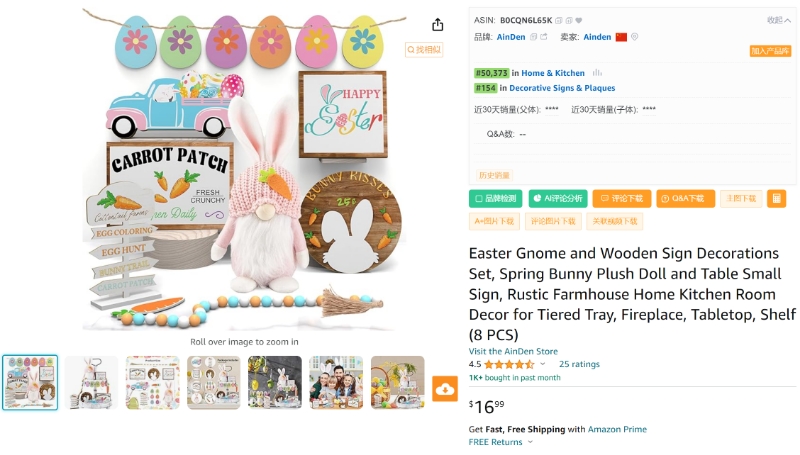 找相似
HAPPY
Easter
CARROT PATCH
FRESH
CRUNCHY
BUNNY KISSES
25¢
Cottontail farms
EGG COLORING
EGG HUNT
BUNNY TRAIL
CARROT PATCH
Roll over image to zoom in
ASIN: B0CQN6L65K
收起
品牌: AinDen 卖家: Ainden
加入产品库
#50,373 in Home & Kitchen
#154 in Decorative Signs & Plaques
近30天销量(父体): **** 近30天销量(子体): ****
Q&A数: --
历史销量
品牌检测 AI评论分析 评论下载 Q&A下载 主图下载
A+图片下载 评论图片下载 关联视频下载
Easter Gnome and Wooden Sign Decorations
Set, Spring Bunny Plush Doll and Table Small
Sign, Rustic Farmhouse Home Kitchen Room
Decor for Tiered Tray, Fireplace, Tabletop, Shelf
(8 PCS)
Visit the AinDen Store
4.5 25 ratings
1K+ bought in past month
$16.99
Get Fast, Free Shipping with Amazon Prime
FREE Returns